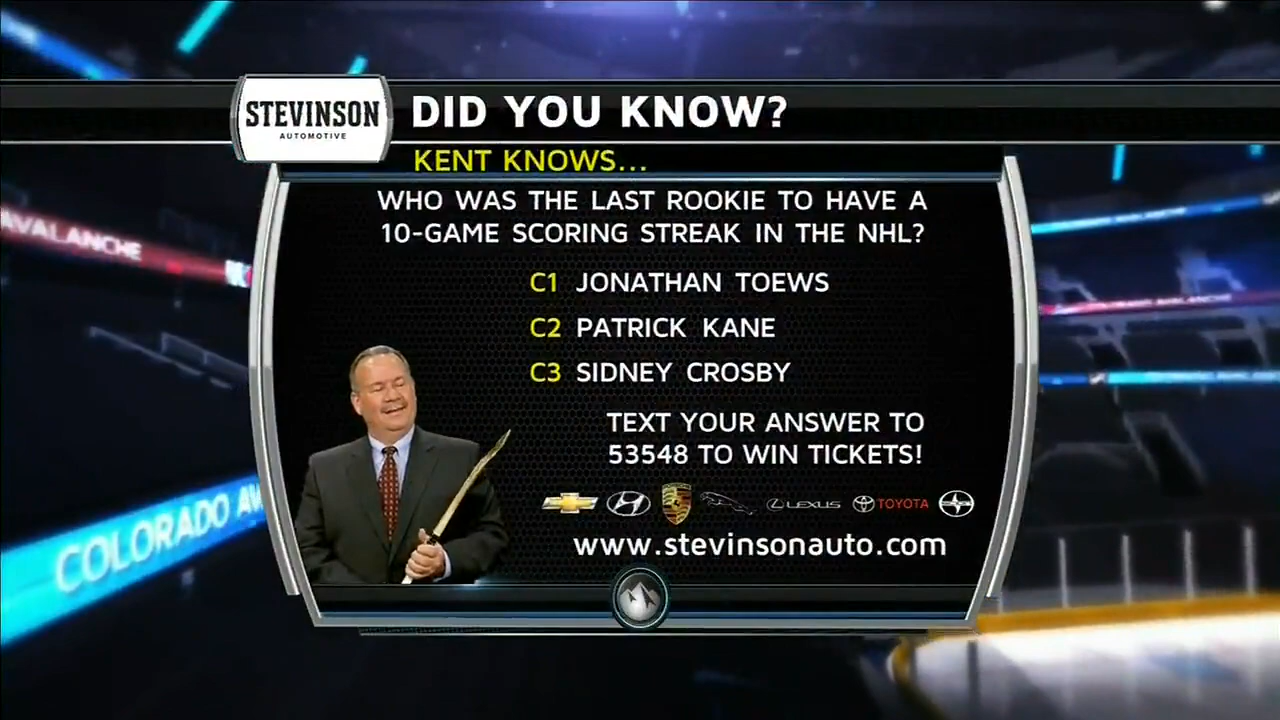 STEVINSON
AUTOMOTIVE
DID YOU KNOW?
KENT KNOWS...
WHO WAS THE LAST ROOKIE TO HAVE A
10-GAME SCORING STREAK IN THE NHL?
C1 JONATHAN TOEWS
C2 PATRICK KANE
C3 SIDNEY CROSBY
TEXT YOUR ANSWER TO
53548 TO WIN TICKETS!
LEXUS TOYOTA
www.stevinsonauto.com
AVALANCHE
COLORADO AV
COLORADO AVALANCHE